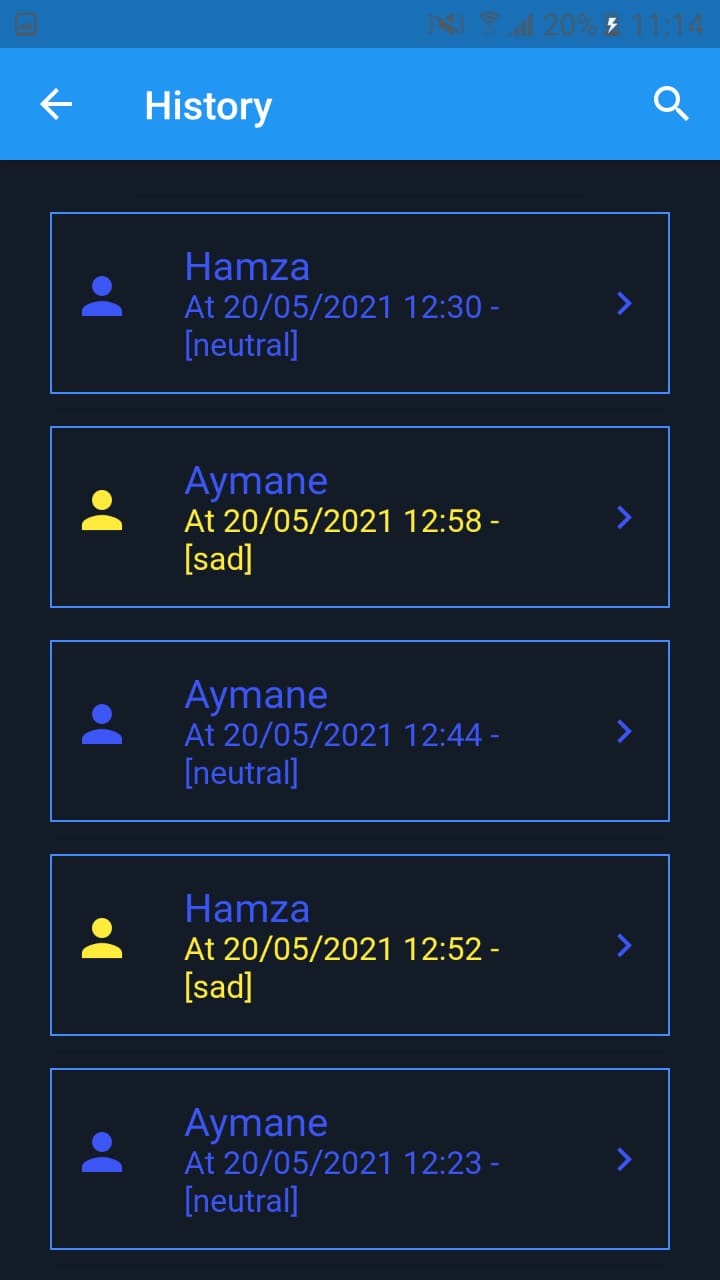 20% 11:14
History
Hamza
At 20/05/2021 12:30 -
[neutral]
Aymane
At 20/05/2021 12:58 -
[sad]
Aymane
At 20/05/2021 12:44 -
[neutral]
Hamza
At 20/05/2021 12:52 -
[sad]
Aymane
At 20/05/2021 12:23 -
[neutral]